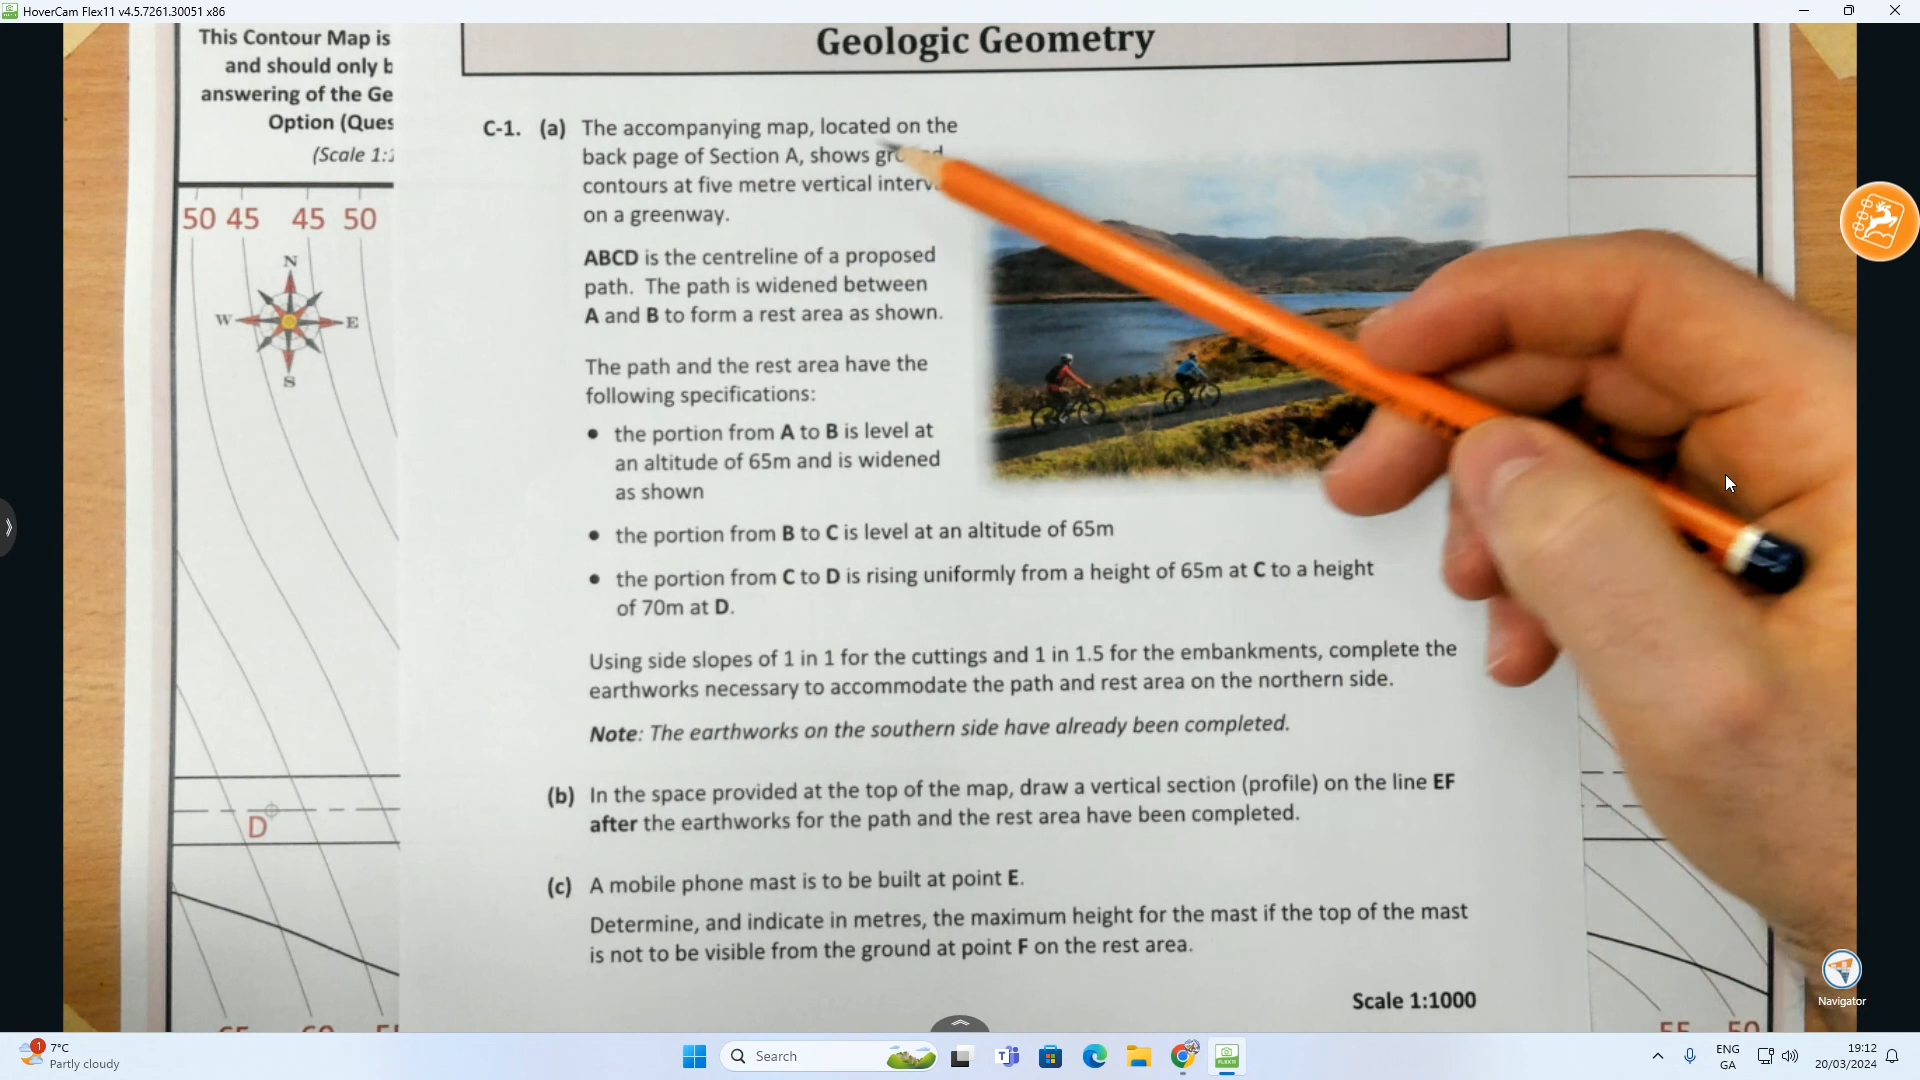 HoverCam Flex11 v4.5.7261.30051 x86
This Contour Map is
and should only b
answering of the Ge
Option (Ques
(Scale 1:1
50 45 45 50
N
W E
S
D
Geologic Geometry
C-1. (a) The accompanying map, located on the
back page of Section A, shows
contours at five metre vertical
on a greenway.
ABCD is the centreline of a proposed
path. The path is widened between
A and B to form a rest area as shown.
The path and the rest area have the
following specifications:
• the portion from A to B is level at
an altitude of 65m and is widened
as shown
• the portion from B to C is level at an altitude of 65m
• the portion from C to D is rising uniformly from a height of 65m at C to a height
of 70m at D.
Using side slopes of 1 in 1 for the cuttings and 1 in 1.5 for the embankments, complete the
earthworks necessary to accommodate the path and rest area on the northern side.
Note: The earthworks on the southern side have already been completed.
(b) In the space provided at the top of the map, draw a vertical section (profile) on the line EF
after the earthworks for the path and the rest area have been completed.
(c) A mobile phone mast is to be built at point E.
Determine, and indicate in metres, the maximum height for the mast if the top of the mast
is not to be visible from the ground at point F on the rest area.
Scale 1:1000
Navigator
1
7°C
Partly cloudy
Search
FLEX11
ENG
GA
19:12
20/03/2024